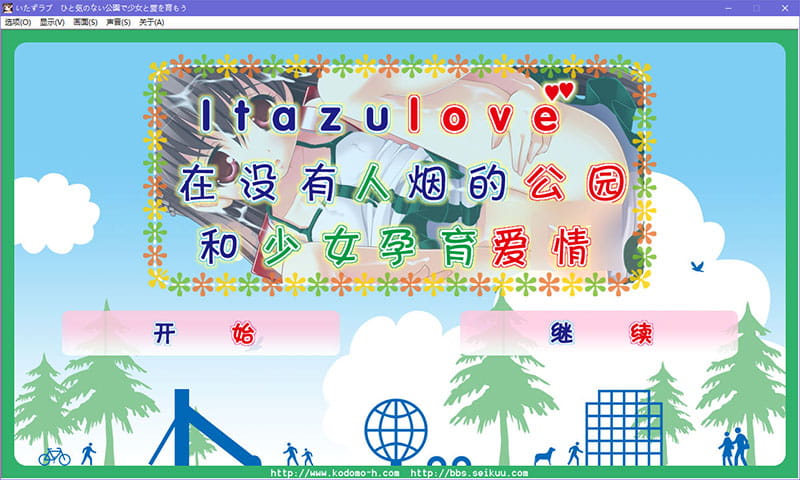 いたずラブ　ひと気のない公園で少女と愛を育もう
选项(O) 显示(V) 画面(S) 声音(S) 关于(A)
Itazulove
在没有人烟的公园
和少女孕育爱情
开始 继续
http://www.kodomo-h.com http://bbs.seikuu.com